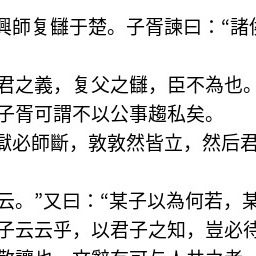 興師复讎于楚。子胥諫曰：“諸
君之義，复父之讎，臣不為也。
子胥可謂不以公事趨私矣。
獄必師斷，敦敦然皆立，然后君
云。”又曰：“某子以為何若，某
子云云乎，以君子之知，豈必待